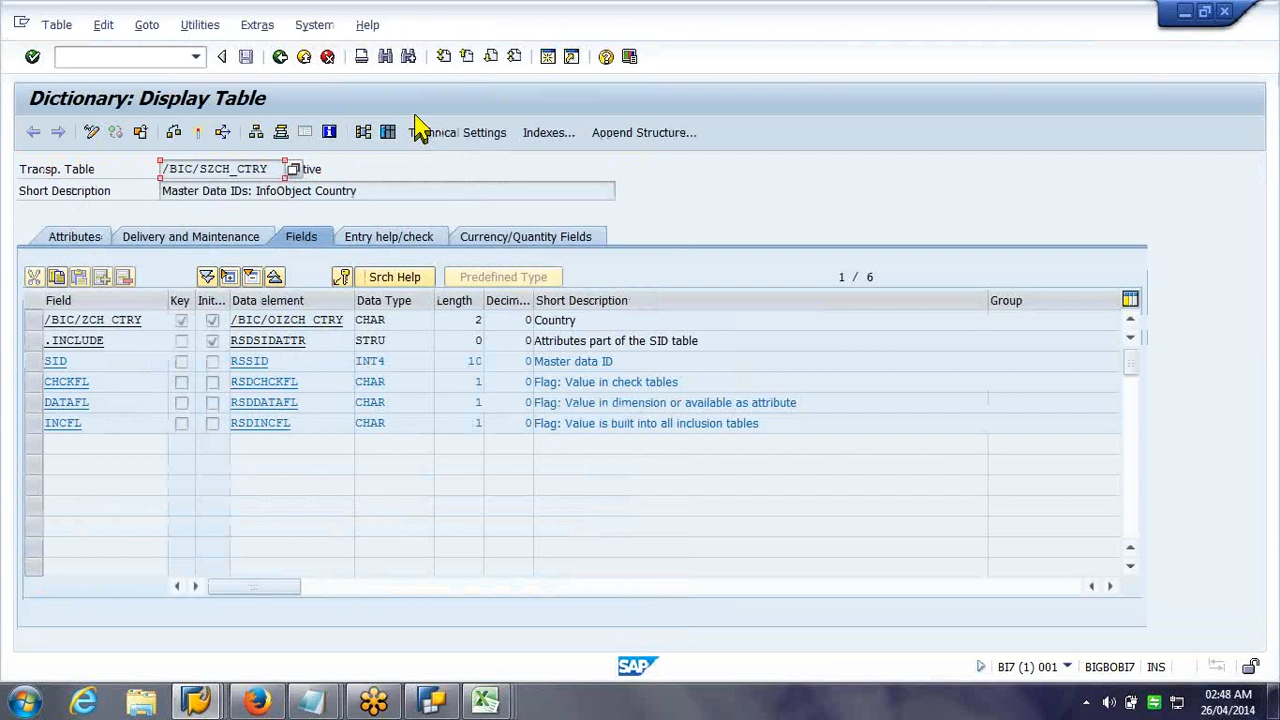 Table Edit Goto Utilities Extras System Help
Dictionary: Display Table
Technical Settings Indexes... Append Structure...
Transp. Table /BIC/SZCH_CTRY tive
Short Description Master Data IDs: InfoObject Country
Attributes Delivery and Maintenance Fields Entry help/check Currency/Quantity Fields
Srch Help Predefined Type 1 / 6
Field Key Init... Data element Data Type Length Decim... Short Description Group
/BIC/ZCH_CTRY /BIC/OIZCH_CTRY CHAR 2 0 Country
.INCLUDE RSDSIDATTR STRU 0 0 Attributes part of the SID table
SID RSSID INT4 10 0 Master data ID
CHCKFL RSDCHCKFL CHAR 1 0 Flag: Value in check tables
DATAFL RSDDATAFL CHAR 1 0 Flag: Value in dimension or available as attribute
INCFL RSDINCFL CHAR 1 0 Flag: Value is built into all inclusion tables
SAP BI7 (1) 001 BIGBOBI7 INS
02:48 AM
26/04/2014